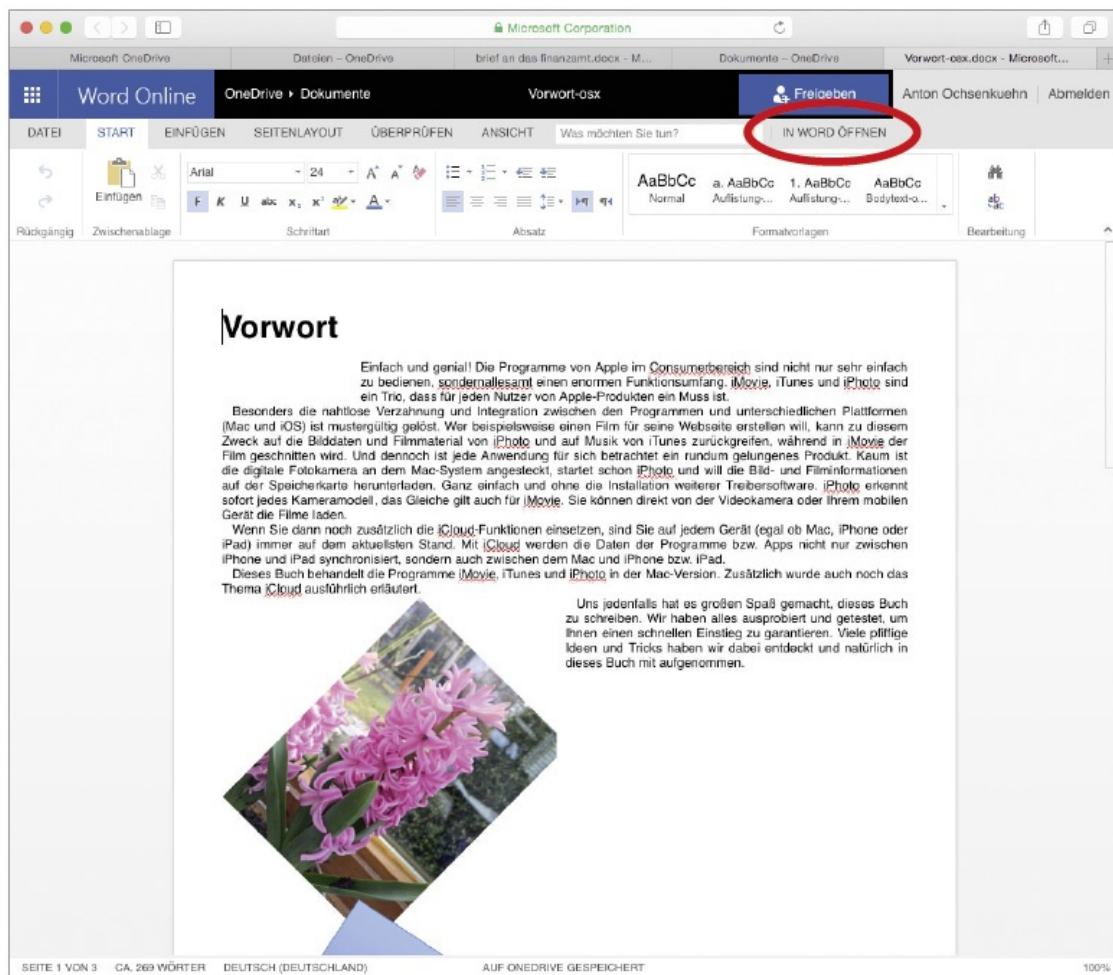 Microsoft Corporation
Microsoft OneDrive
Dateien – OneDrive
brief an das finanzamt.docx - M...
Dokumente – OneDrive
Vorwort-osx.docx - Microsoft...
Word Online
OneDrive ▸ Dokumente
Vorwort-osx
Freigeben
Anton Ochsenkuehn
Abmelden
DATEI START EINFÜGEN SEITENLAYOUT ÜBERPRÜFEN ANSICHT Was möchten Sie tun? IN WORD ÖFFNEN
Einfügen
Arial
24
F K U abc x₂ x² A
AaBbCc a. AaBbCc 1. AaBbCc AaBbCc
Normal Auflistung-... Auflistung-... Bodytext-o...
Rückgängig Zwischenablage Schriftart Absatz Formatvorlagen Bearbeitung
Vorwort
Einfach und genial! Die Programme von Apple im Consumerbereich sind nicht nur sehr einfach
zu bedienen, sondernallesamt einen enormen Funktionsumfang. iMovie, iTunes und iPhoto sind
ein Trio, dass für jeden Nutzer von Apple-Produkten ein Muss ist.
Besonders die nahtlose Verzahnung und Integration zwischen den Programmen und unterschiedlichen Plattformen
(Mac und iOS) ist mustergültig gelöst. Wer beispielsweise einen Film für seine Webseite erstellen will, kann zu diesem
Zweck auf die Bilddaten und Filmmaterial von iPhoto und auf Musik von iTunes zurückgreifen, während in iMovie der
Film geschnitten wird. Und dennoch ist jede Anwendung für sich betrachtet ein rundum gelungenes Produkt. Kaum ist
die digitale Fotokamera an dem Mac-System angesteckt, startet schon iPhoto und will die Bild- und Filminformationen
auf der Speicherkarte herunterladen. Ganz einfach und ohne die Installation weiterer Treibersoftware. iPhoto erkennt
sofort jedes Kameramodell, das Gleiche gilt auch für iMovie. Sie können direkt von der Videokamera oder Ihrem mobilen
Gerät die Filme laden.
Wenn Sie dann noch zusätzlich die iCloud-Funktionen einsetzen, sind Sie auf jedem Gerät (egal ob Mac, iPhone oder
iPad) immer auf dem aktuellsten Stand. Mit iCloud werden die Daten der Programme bzw. Apps nicht nur zwischen
iPhone und iPad synchronisiert, sondern auch zwischen dem Mac und iPhone bzw. iPad.
Dieses Buch behandelt die Programme iMovie, iTunes und iPhoto in der Mac-Version. Zusätzlich wurde auch noch das
Thema iCloud ausführlich erläutert.
Uns jedenfalls hat es großen Spaß gemacht, dieses Buch
zu schreiben. Wir haben alles ausprobiert und getestet, um
Ihnen einen schnellen Einstieg zu garantieren. Viele pfiffige
Ideen und Tricks haben wir dabei entdeckt und natürlich in
dieses Buch mit aufgenommen.
SEITE 1 VON 3 CA. 269 WÖRTER DEUTSCH (DEUTSCHLAND) AUF ONEDRIVE GESPEICHERT 100%